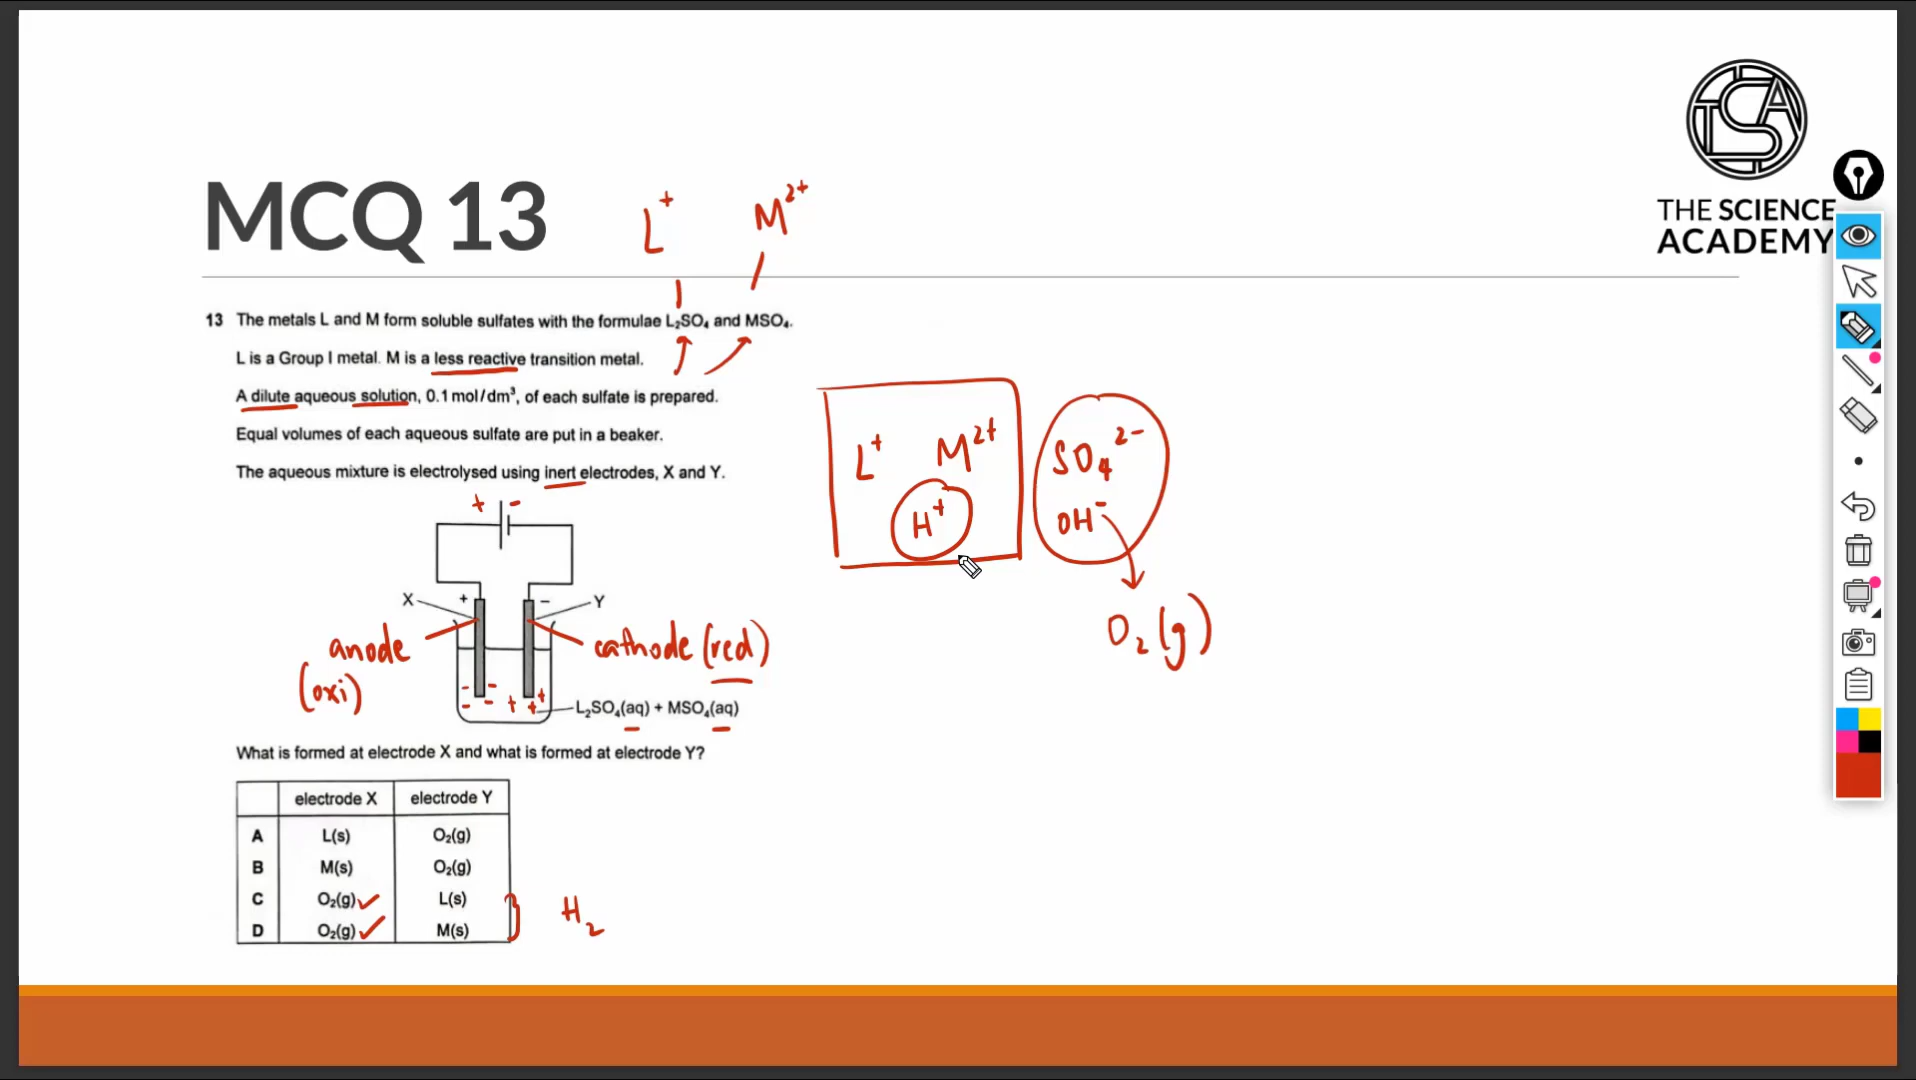 THE SCIENCE
ACADEMY
MCQ 13
L⁺ M²⁺
13 The metals L and M form soluble sulfates with the formulae L₂SO₄ and MSO₄.
L is a Group I metal. M is a less reactive transition metal.
A dilute aqueous solution, 0.1 mol/dm³, of each sulfate is prepared.
Equal volumes of each aqueous sulfate are put in a beaker.
The aqueous mixture is electrolysed using inert electrodes, X and Y.
L⁺ M²⁺ SO₄²⁻
H⁺ OH⁻
O₂(g)
+ -
X + − Y
anode cathode (red)
(oxi)
- - - - + + +
L₂SO₄(aq) + MSO₄(aq)
What is formed at electrode X and what is formed at electrode Y?
electrode X electrode Y
A L(s) O₂(g)
B M(s) O₂(g)
C O₂(g) L(s)
D O₂(g) M(s)
H₂